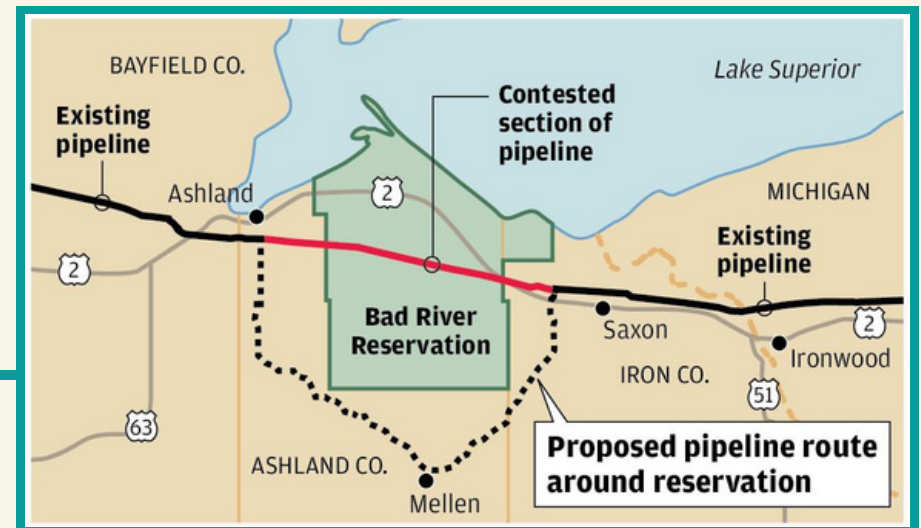 BAYFIELD CO.
Lake Superior
Existing
pipeline
Contested
section of
pipeline
Ashland
2
MICHIGAN
2
Existing
pipeline
Bad River
Reservation
Saxon
2
Ironwood
IRON CO.
51
63
Proposed pipeline route
around reservation
ASHLAND CO.
Mellen